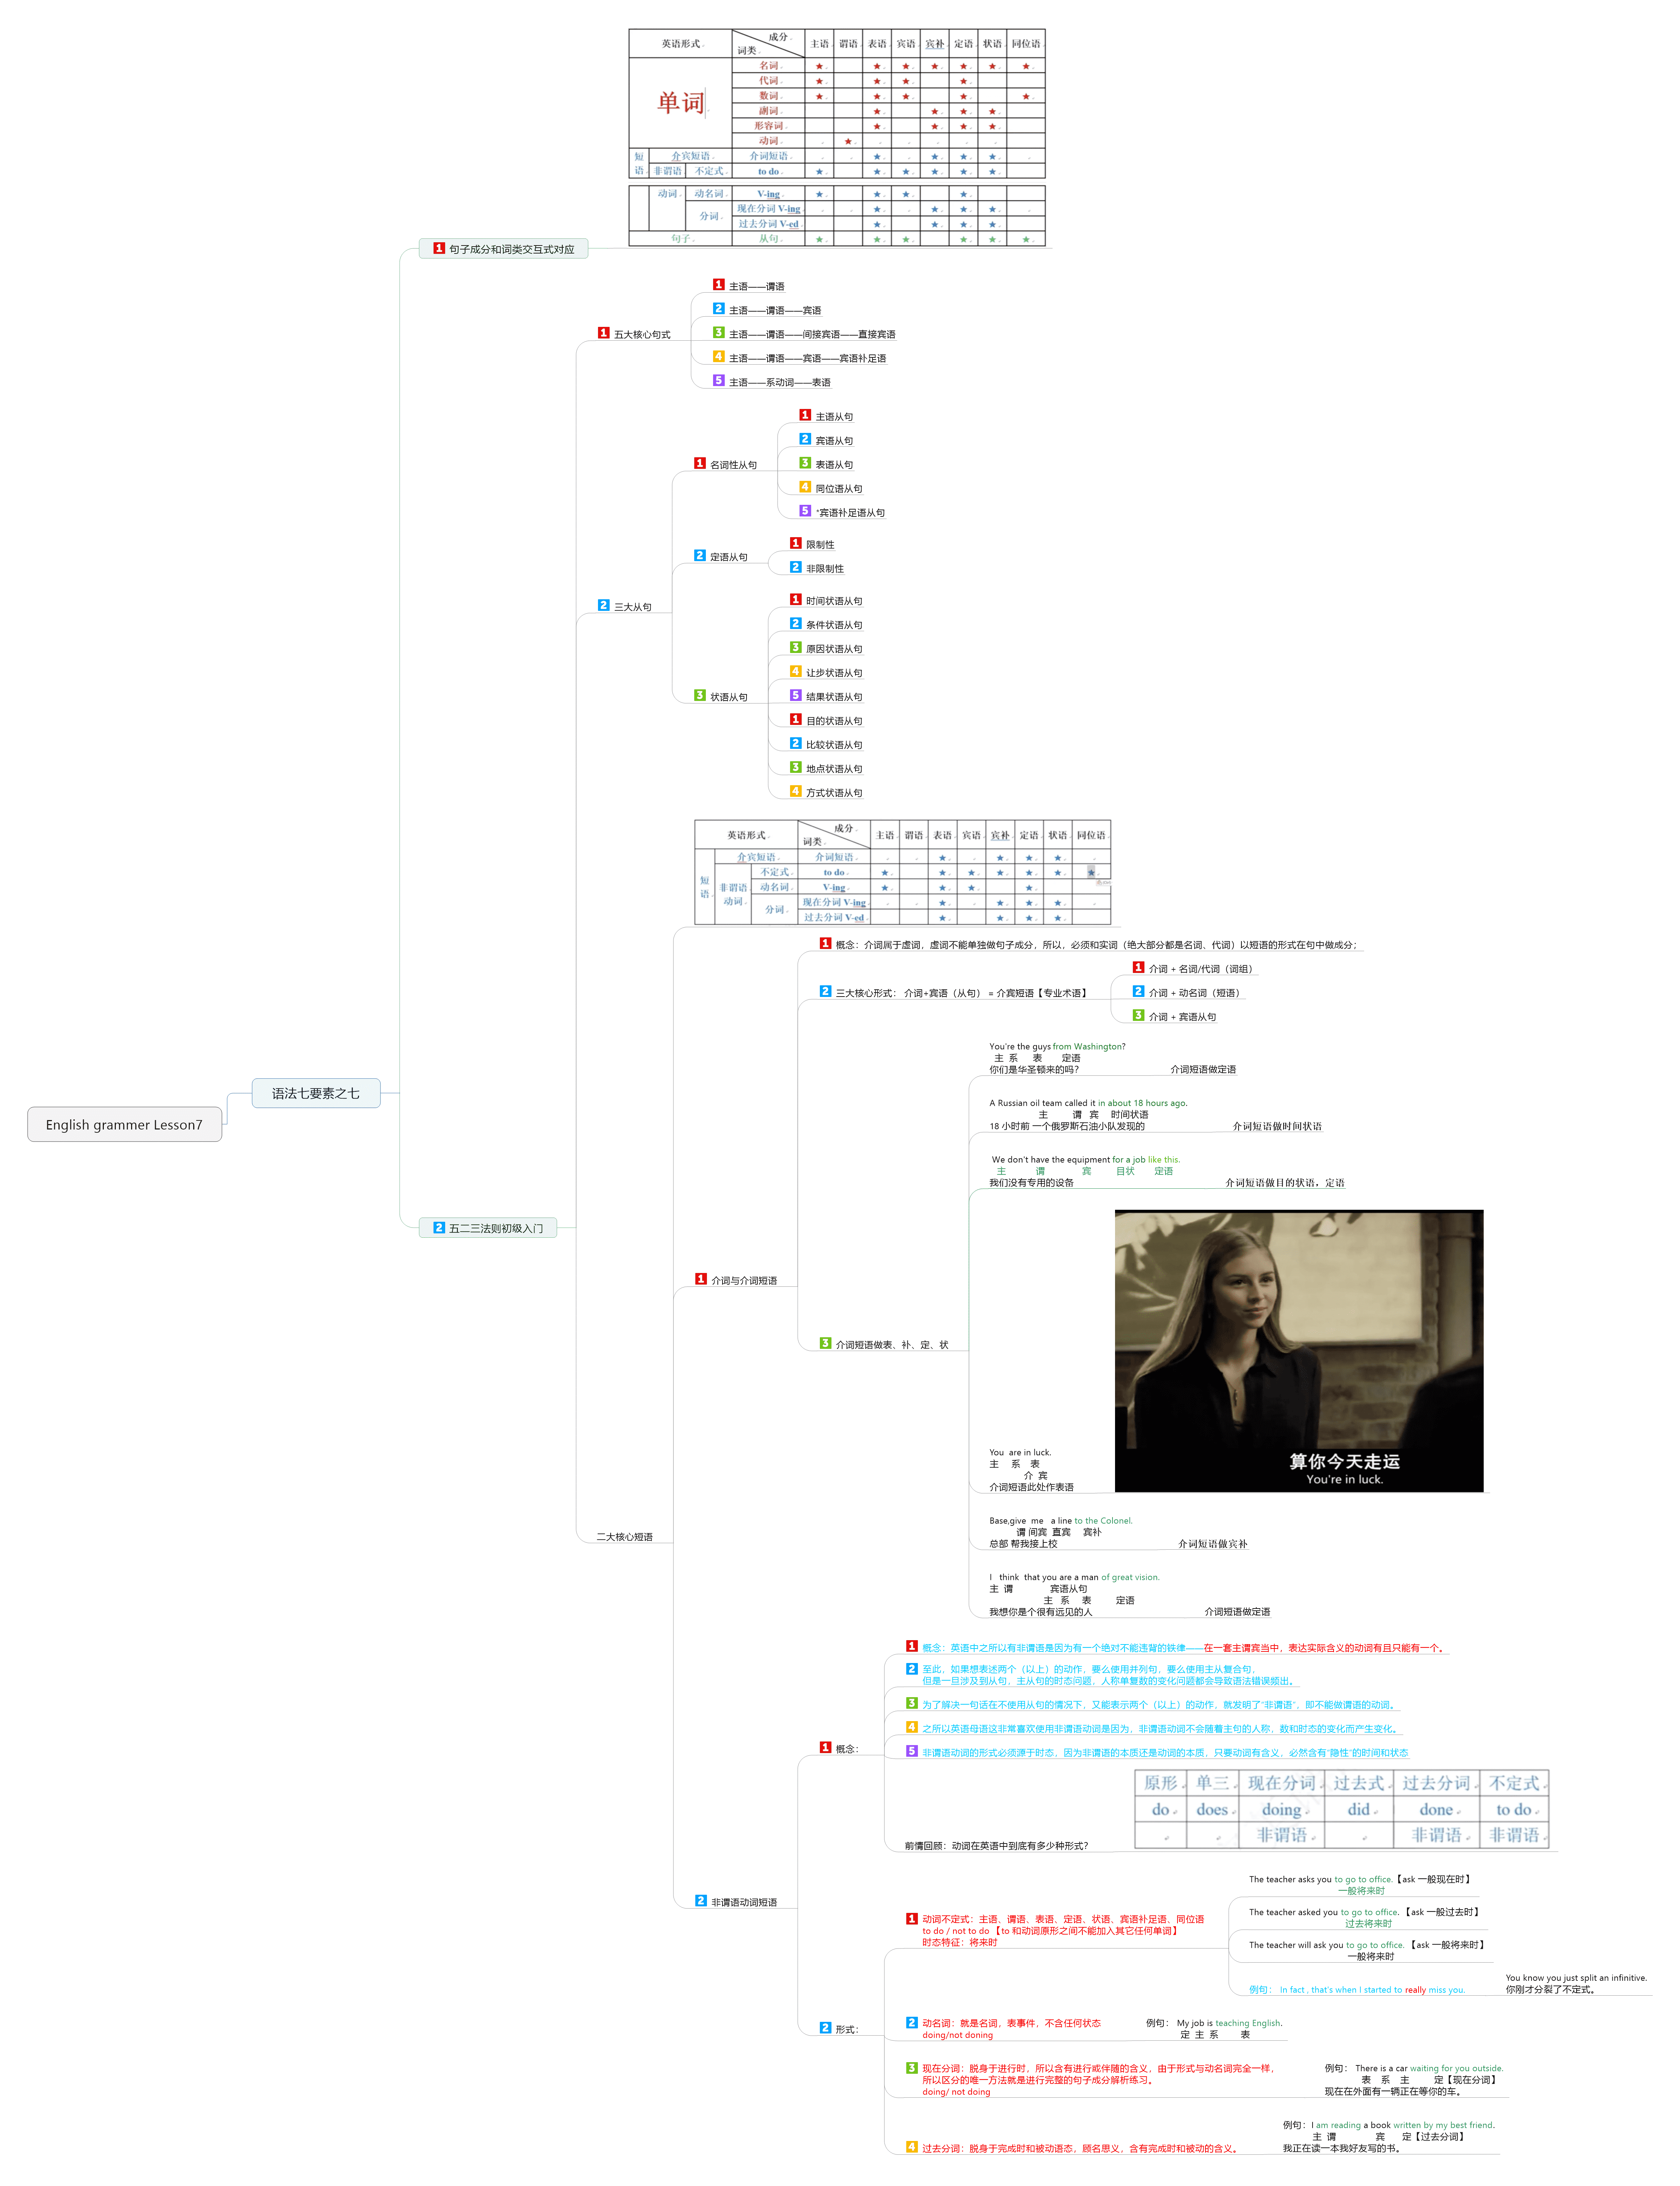 English grammer Lesson7
语法七要素之七
1 句子成分和词类交互式对应
英语形式 成分 词类 主语 谓语 表语 宾语 宾补 定语 状语 同位语
单词 名词 ★ ★ ★ ★ ★ ★ ★
代词 ★ ★ ★ ★
数词 ★ ★ ★ ★ ★
副词 ★ ★ ★ ★
形容词 ★ ★ ★ ★
动词 ★
短语 介宾短语 介词短语 ★ ★ ★ ★
非谓语 不定式 to do ★ ★ ★ ★ ★ ★
动词 动名词 V-ing ★ ★ ★ ★
分词 现在分词 V-ing ★ ★ ★ ★
过去分词 V-ed ★ ★ ★ ★
句子 从句 ★ ★ ★ ★ ★ ★
2 五二三法则初级入门
1 五大核心句式
1 主语——谓语
2 主语——谓语——宾语
3 主语——谓语——间接宾语——直接宾语
4 主语——谓语——宾语——宾语补足语
5 主语——系动词——表语
2 三大从句
1 名词性从句
1 主语从句
2 宾语从句
3 表语从句
4 同位语从句
5 *宾语补足语从句
2 定语从句
1 限制性
2 非限制性
3 状语从句
1 时间状语从句
2 条件状语从句
3 原因状语从句
4 让步状语从句
5 结果状语从句
1 目的状语从句
2 比较状语从句
3 地点状语从句
4 方式状语从句
二大核心短语
英语形式 成分 词类 主语 谓语 表语 宾语 宾补 定语 状语 同位语
短语 介宾短语 介词短语 ★ ★ ★ ★
非谓语动词 不定式 to do ★ ★ ★ ★ ★ ★ ★
动名词 V-ing ★ ★ ★ ★
分词 现在分词 V-ing ★ ★ ★ ★
过去分词 V-ed ★ ★ ★ ★
1 介词与介词短语
1 概念：介词属于虚词，虚词不能单独做句子成分，所以，必须和实词（绝大部分都是名词、代词）以短语的形式在句中做成分；
2 三大核心形式： 介词+宾语（从句） = 介宾短语【专业术语】
1 介词 + 名词/代词（词组）
2 介词 + 动名词（短语）
3 介词 + 宾语从句
3 介词短语做表、补、定、状
You're the guys from Washington?
主 系 表 定语
你们是华圣顿来的吗? 介词短语做定语
A Russian oil team called it in about 18 hours ago.
主 谓 宾 时间状语
18 小时前 一个俄罗斯石油小队发现的 介词短语做时间状语
We don't have the equipment for a job like this.
主 谓 宾 目状 定语
我们没有专用的设备 介词短语做目的状语，定语
You are in luck.
主 系 表
介 宾
介词短语此处作表语
算你今天走运
You're in luck.
Base,give me a line to the Colonel.
谓 间宾 直宾 宾补
总部 帮我接上校 介词短语做宾补
I think that you are a man of great vision.
主 谓 宾语从句
主 系 表 定语
我想你是个很有远见的人 介词短语做定语
2 非谓语动词短语
1 概念：
1 概念：英语中之所以有非谓语是因为有一个绝对不能违背的铁律——在一套主谓宾当中，表达实际含义的动词有且只能有一个。
2 至此，如果想表述两个（以上）的动作，要么使用并列句，要么使用主从复合句，
但是一旦涉及到从句，主从句的时态问题，人称单复数的变化问题都会导致语法错误频出。
3 为了解决一句话在不使用从句的情况下，又能表示两个（以上）的动作，就发明了“非谓语”，即不能做谓语的动词。
4 之所以英语母语这非常喜欢使用非谓语动词是因为，非谓语动词不会随着主句的人称，数和时态的变化而产生变化。
5 非谓语动词的形式必须源于时态，因为非谓语的本质还是动词的本质，只要动词有含义，必然含有“隐性”的时间和状态
前情回顾：动词在英语中到底有多少种形式？
原形 单三 现在分词 过去式 过去分词 不定式
do does doing did done to do
非谓语 非谓语 非谓语
2 形式：
1 动词不定式：主语、谓语、表语、定语、状语、宾语补足语、同位语
to do / not to do 【to 和动词原形之间不能加入其它任何单词】
时态特征：将来时
The teacher asks you to go to office.【ask 一般现在时】
一般将来时
The teacher asked you to go to office. 【ask 一般过去时】
过去将来时
The teacher will ask you to go to office. 【ask 一般将来时】
一般将来时
例句： In fact , that's when I started to really miss you.
You know you just split an infinitive.
你刚才分裂了不定式。
2 动名词：就是名词，表事件，不含任何状态
doing/not doning
例句： My job is teaching English.
定 主 系 表
3 现在分词：脱身于进行时，所以含有进行或伴随的含义，由于形式与动名词完全一样，
所以区分的唯一方法就是进行完整的句子成分解析练习。
doing/ not doing
例句： There is a car waiting for you outside.
表 系 主 定【现在分词】
现在在外面有一辆正在等你的车。
4 过去分词：脱身于完成时和被动语态，顾名思义，含有完成时和被动的含义。
例句：I am reading a book written by my best friend.
主 谓 宾 定【过去分词】
我正在读一本我好友写的书。